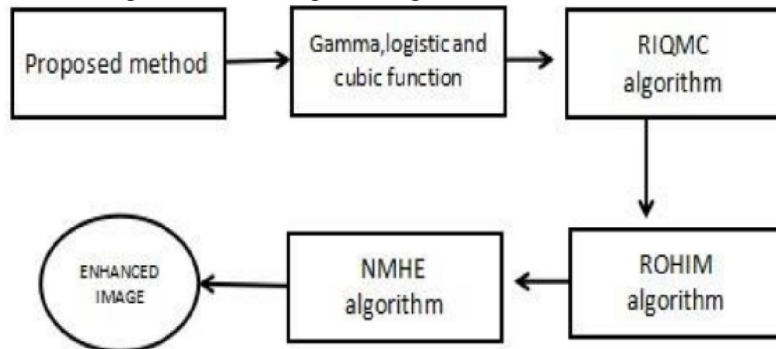 Proposed method
Gamma,logistic and
cubic function
RIQMC
algorithm
ROHIM
algorithm
NMHE
algorithm
ENHANCED
IMAGE